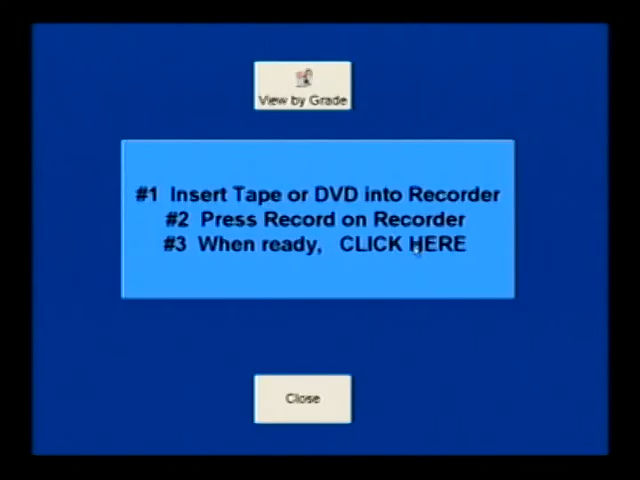 View by Grade
#1 Insert Tape or DVD into Recorder
#2 Press Record on Recorder
#3 When ready, CLICK HERE
Close